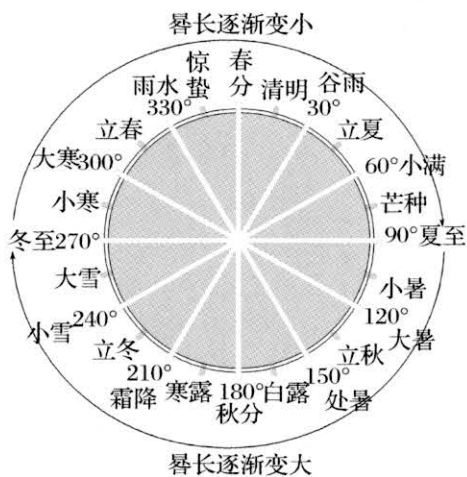 晷长逐渐变小
春分
清明
谷雨
30°
立夏
60°小满
芒种
90°夏至
小暑
120°
大暑
立秋
150°
处暑
白露
180°
秋分
寒露
210°
霜降
立冬
240°
小雪
大雪
冬至270°
小寒
大寒300°
立春
雨水
330°
惊蛰
晷长逐渐变大